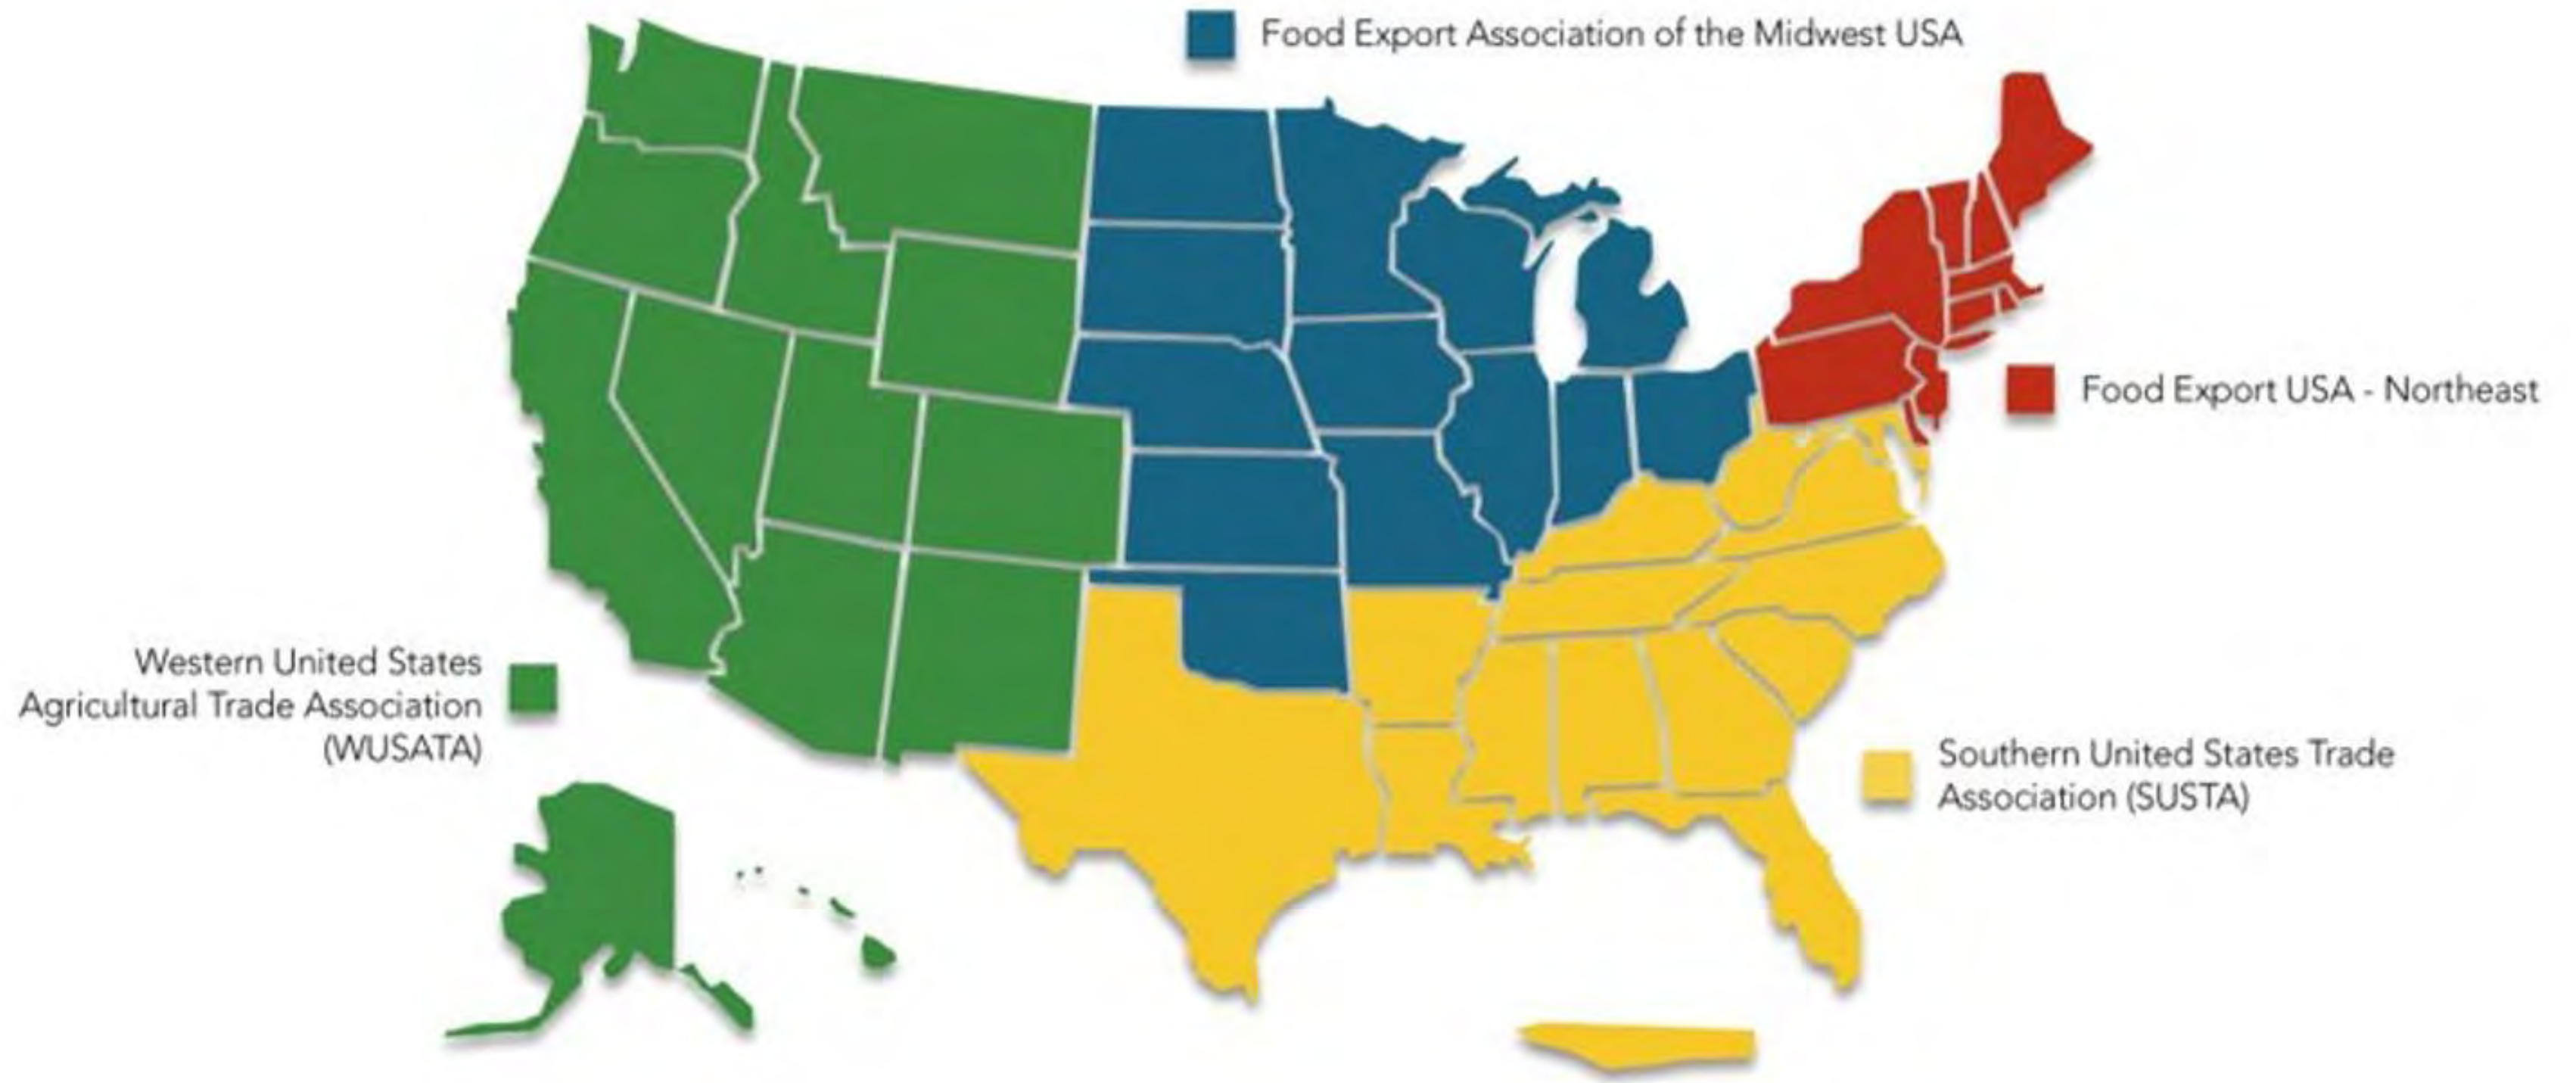 Food Export Association of the Midwest USA
Food Export USA - Northeast
Western United States
Agricultural Trade Association
(WUSATA)
Southern United States Trade
Association (SUSTA)